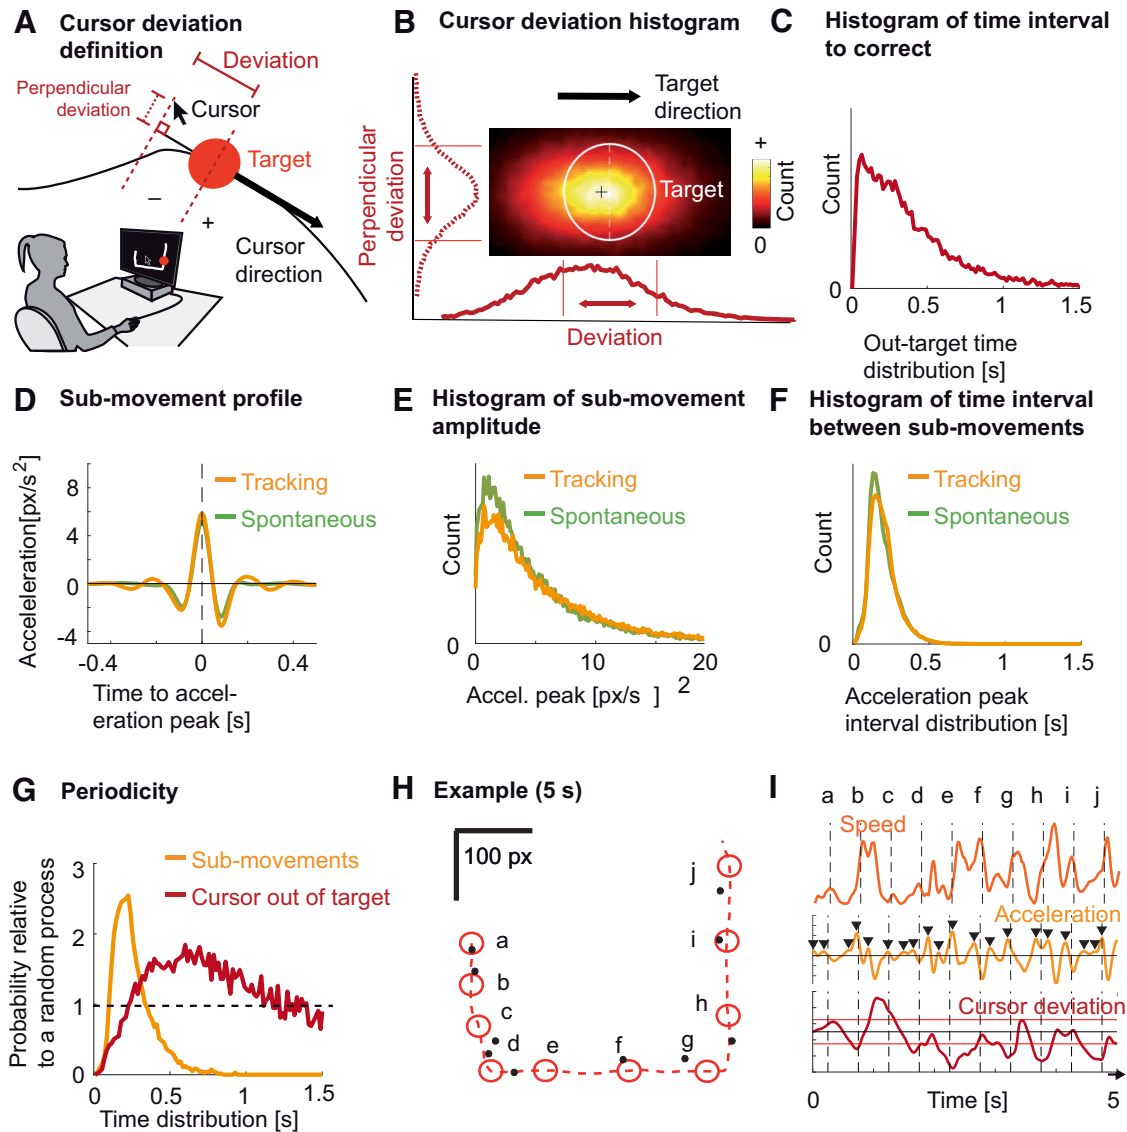 A Cursor deviation
definition
Deviation
Perpendicular
deviation
Cursor
Target
−
+
Cursor
direction
B Cursor deviation histogram
Target
direction
Perpendicular
deviation
Target
+
Count
0
Deviation
C Histogram of time interval
to correct
Count
0
0 0.5 1 1.5
Out-target time
distribution [s]
D Sub-movement profile
Acceleleration[px/s2]
8
4
0
-4
Tracking
Spontaneous
-0.4 0 0.4
Time to accel-
eration peak [s]
E Histogram of sub-movement
amplitude
Count
0
Tracking
Spontaneous
0 10 20
Accel. peak [px/s ] 2
F Histogram of time interval
between sub-movements
Count
0
Tracking
Spontaneous
0 0.5 1 1.5
Acceleration peak
interval distribution [s]
G Periodicity
Probability relative
to a random process
3
2
1
0
Sub-movements
Cursor out of target
0 0.5 1 1.5
Time distribution [s]
H Example (5 s)
100 px
a
b
c
d
e
f
g
h
i
j
I
a b c d e f g h i j
Speed
Acceleration
Cursor deviation
0 Time [s] 5